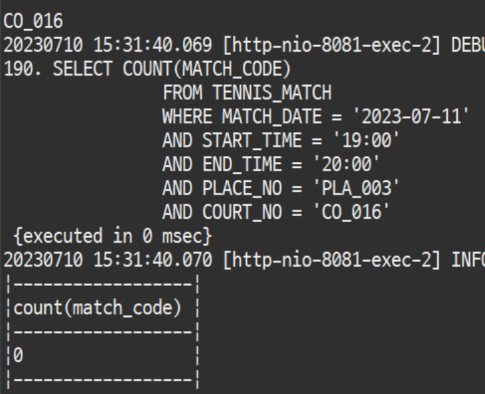 CO_016
20230710 15:31:40.069 [http-nio-8081-exec-2] DEBU
190. SELECT COUNT(MATCH_CODE)
FROM TENNIS_MATCH
WHERE MATCH_DATE = '2023-07-11'
AND START_TIME = '19:00'
AND END_TIME = '20:00'
AND PLACE_NO = 'PLA_003'
AND COURT_NO = 'CO_016'
{executed in 0 msec}
20230710 15:31:40.070 [http-nio-8081-exec-2] INFO
|------------------|
|count(match_code) |
|------------------|
|0                 |
|------------------|